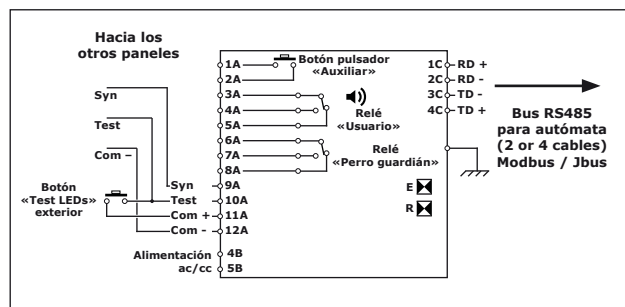 Hacia los
otros paneles
Syn
Test
Com –
Botón
«Test LEDs»
exterior
Syn
Test
Com +
Com -
Alimentación
ac/cc
1A
2A
3A
4A
5A
6A
7A
8A
9A
10A
11A
12A
4B
5B
Botón pulsador
«Auxiliar»
Relé
«Usuario»
Relé
«Perro guardián»
E
R
1C RD +
2C RD -
3C TD -
4C TD +
Bus RS485
para autómata
(2 or 4 cables)
Modbus / Jbus